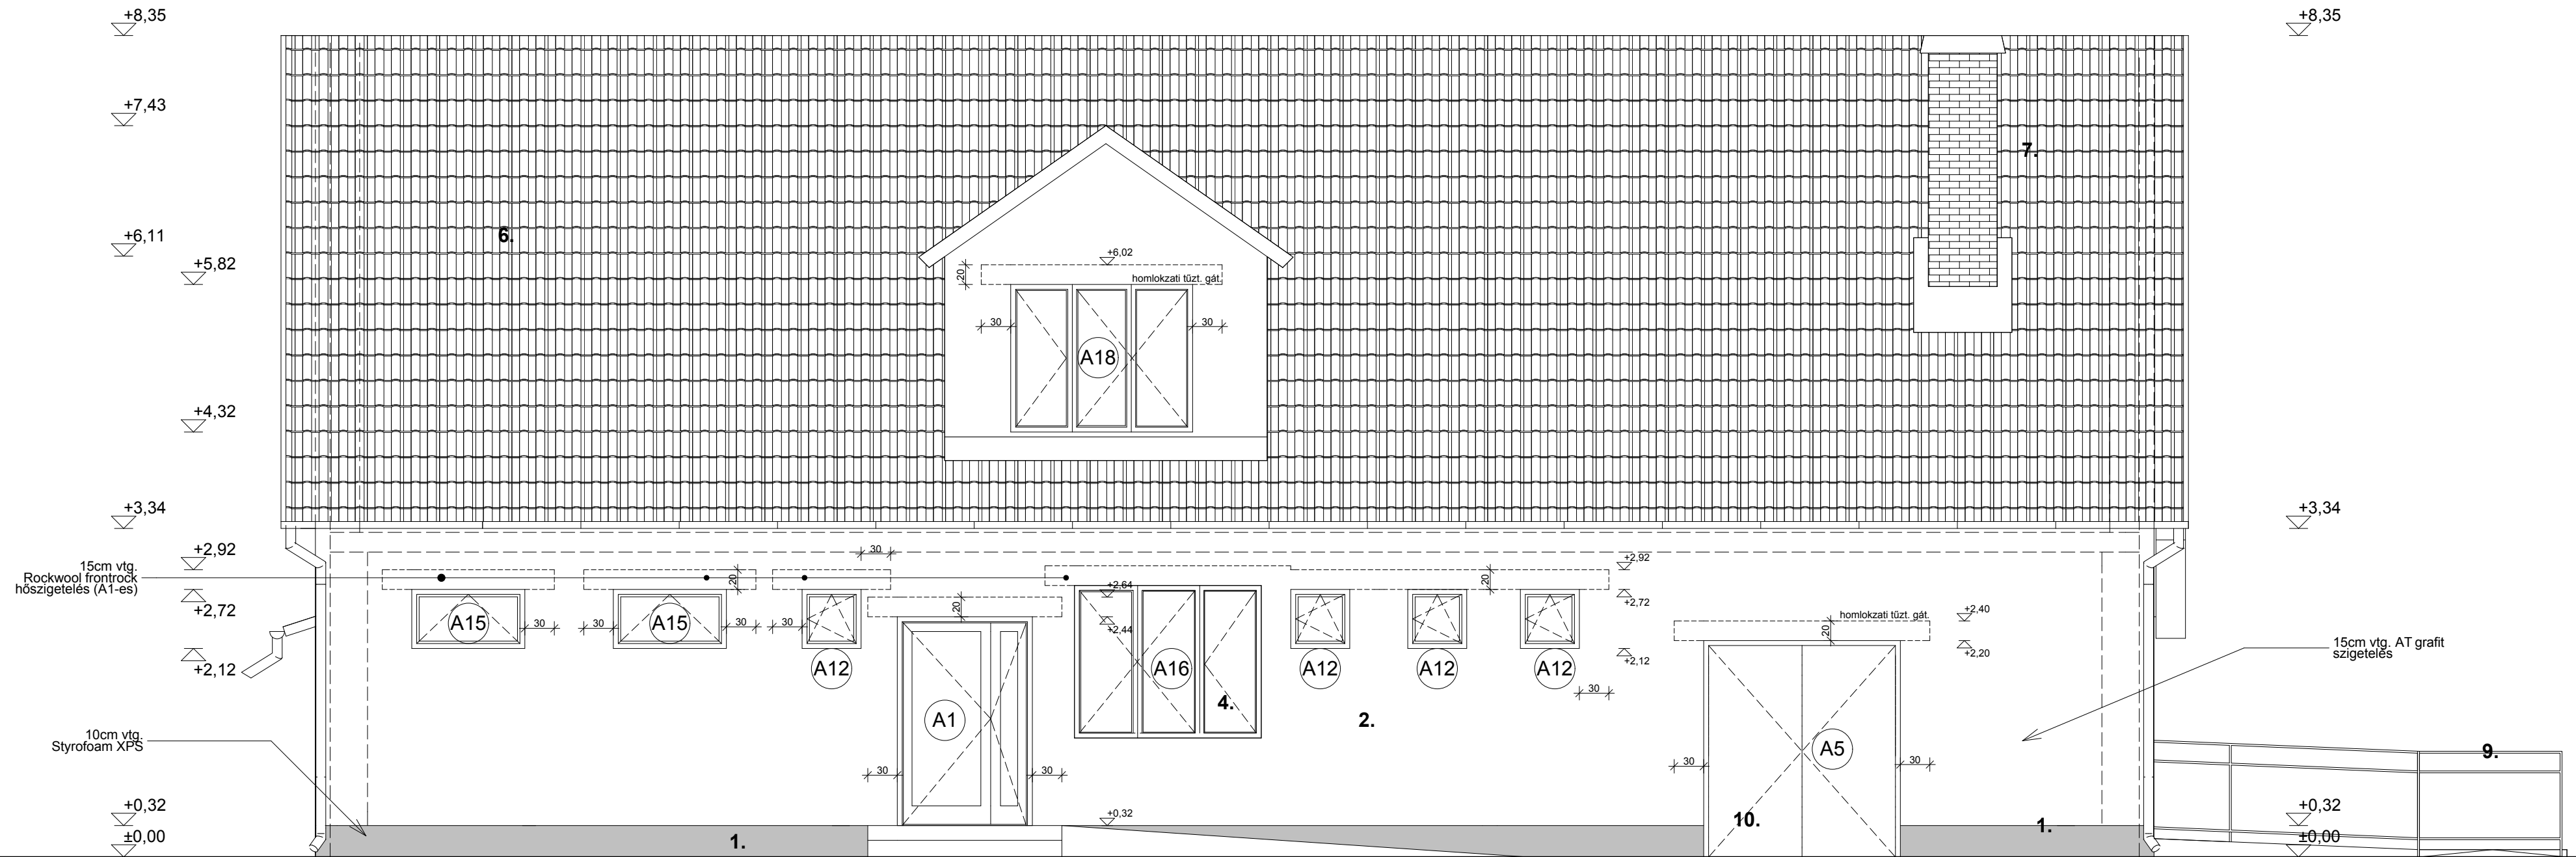 +8,35
+8,35
+7,43
7.
+6,11
6.
+5,82
+6,02
20
homlokzati tűzt. gát.
30
30
A18
+4,32
+3,34
+3,34
+2,92
30
+2,92
15cm vtg.
Rockwool frontrock
hőszigetelés (A1-es)
20
20
+2,64
+2,72
+2,72
20
homlokzati tűzt. gát.
+2,40
A15
30
30
A15
30
30
+2,44
20
15cm vtg. AT grafit
szigetelés
+2,12
+2,12
+2,20
A12
A16
A12
A12
A12
30
4.
A1
2.
10cm vtg.
Styrofoam XPS
A5
9.
30
30
30
30
+0,32
+0,32
+0,32
10.
1.
±0,00
1.
±0,00